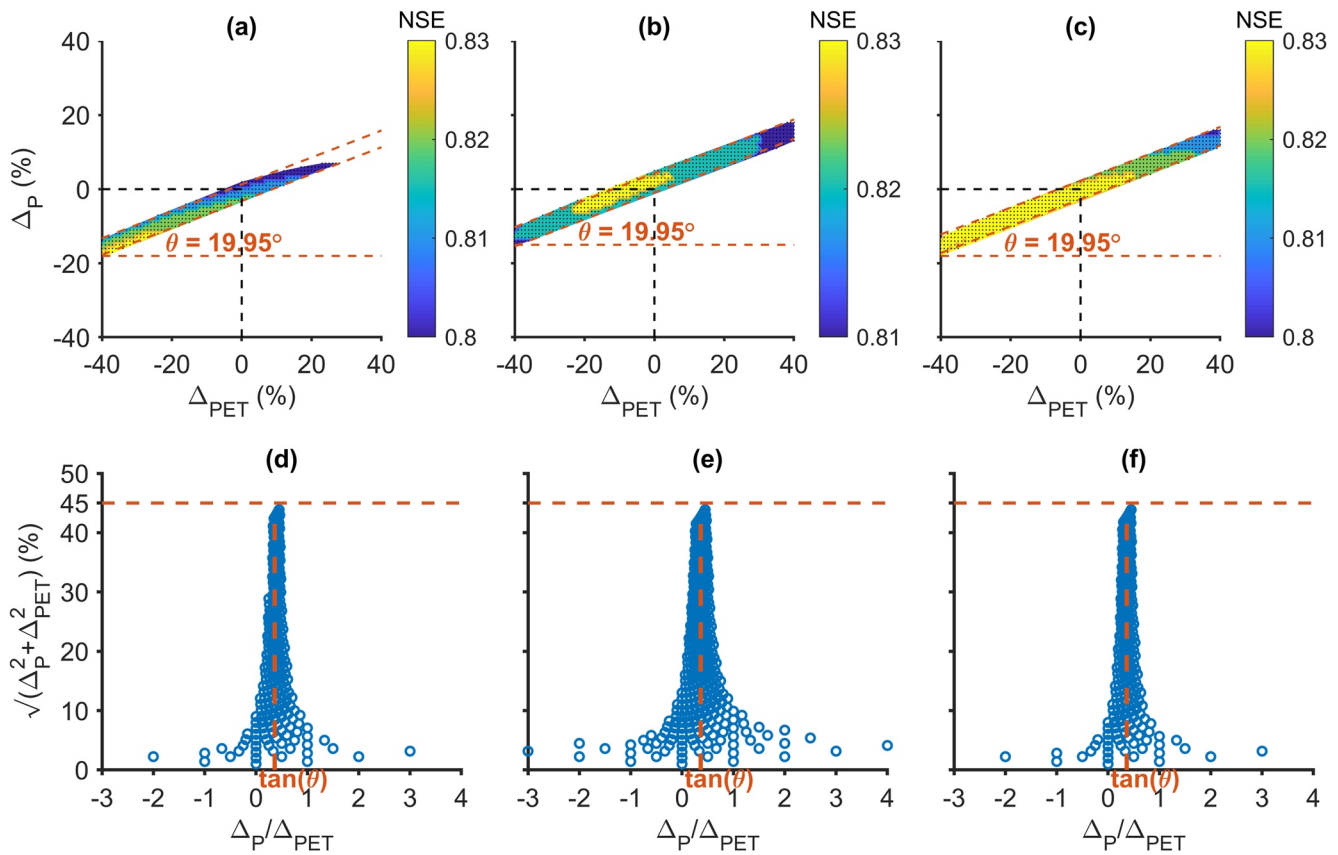 (a) NSE (b) NSE (c) NSE
40 0.83 40 0.83 40 0.83
20 20 20
0.82 0.82 0.82
Δ_P (%)
0 0 0
0.81 0.81
θ = 19.95° θ = 19.95° θ = 19.95°
-20 -20 -20
-40 0.8 -40 0.81 -40 0.8
-40 -20 0 20 40 -40 -20 0 20 40 -40 -20 0 20 40
Δ_PET (%) Δ_PET (%) Δ_PET (%)
(d) (e) (f)
50
45
40
30
20
10
0
√(Δ²_P+Δ²_PET) (%)
tan(θ) tan(θ) tan(θ)
-3 -2 -1 0 1 2 3 4 -3 -2 -1 0 1 2 3 4 -3 -2 -1 0 1 2 3 4
Δ_P/Δ_PET Δ_P/Δ_PET Δ_P/Δ_PET